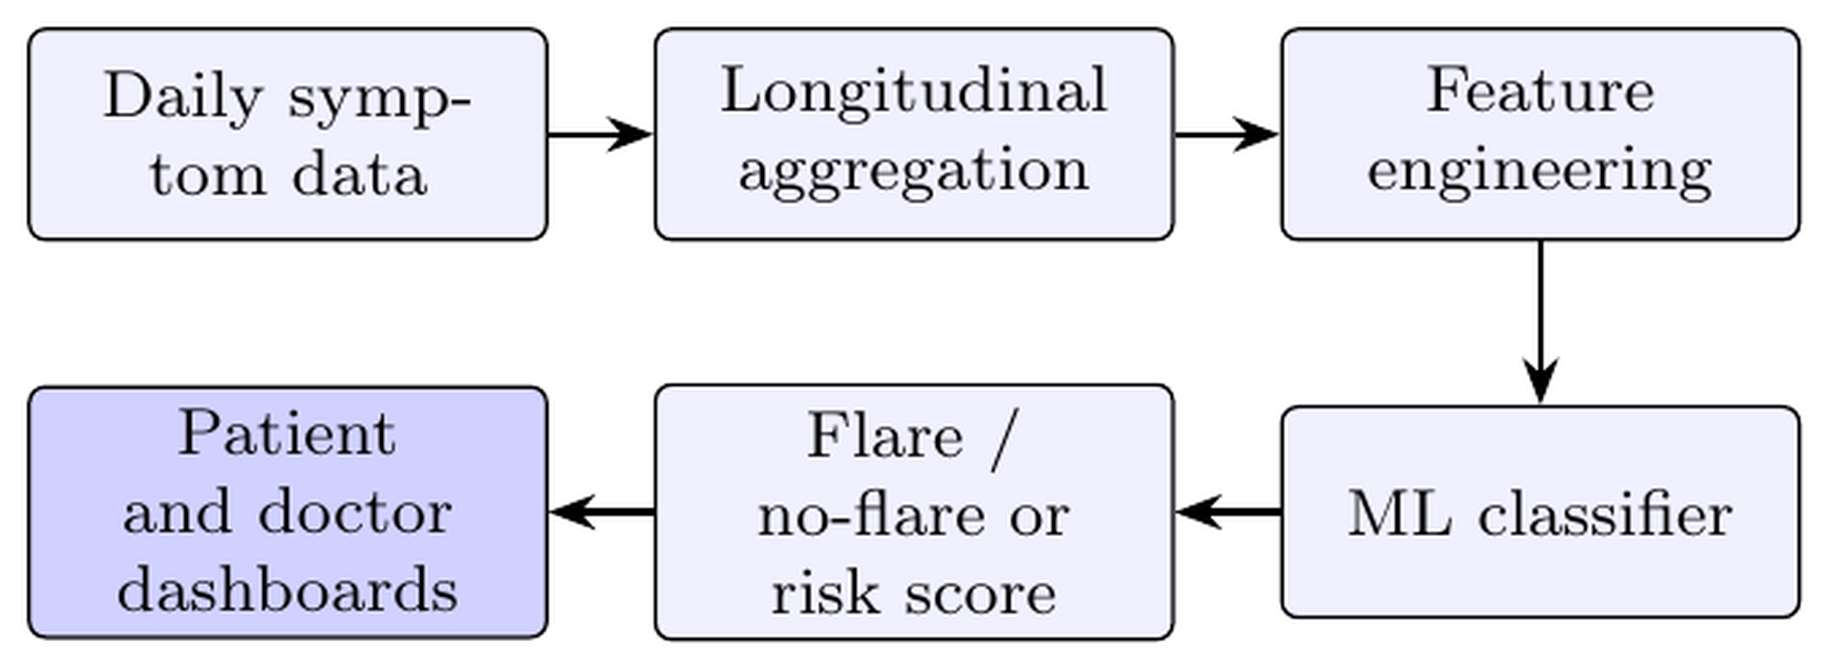 Daily symp-
tom data
Longitudinal
aggregation
Feature
engineering
Patient
and doctor
dashboards
Flare /
no-flare or
risk score
ML classifier